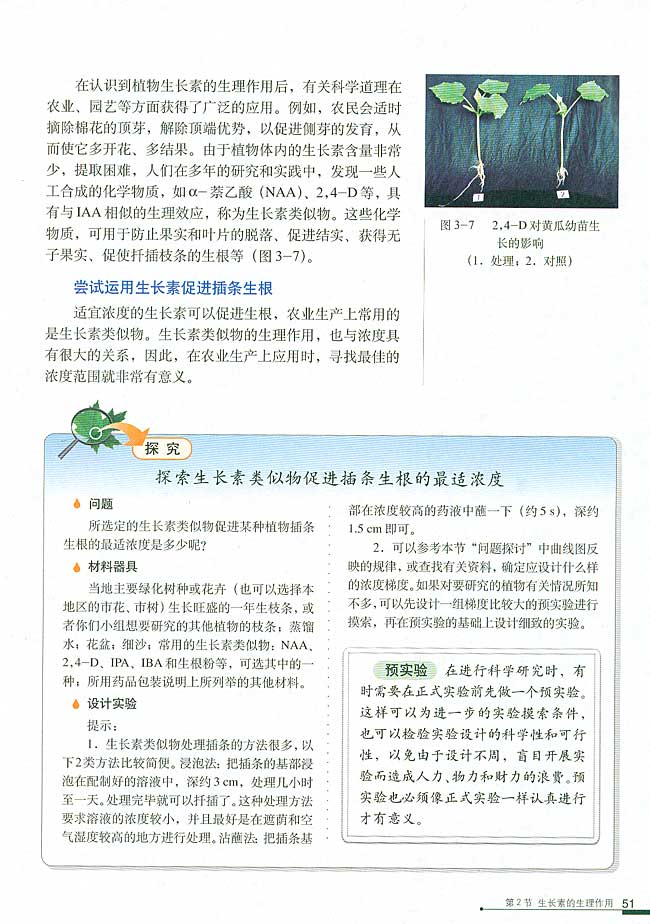 在认识到植物生长素的生理作用后，有关科学道理在
农业、园艺等方面获得了广泛的应用。例如，农民会适时
摘除棉花的顶芽，解除顶端优势，以促进侧芽的发育，从
而使它多开花、多结果。由于植物体内的生长素含量非常
少，提取困难，人们在多年的研究和实践中，发现一些人
工合成的化学物质，如α-萘乙酸（NAA）、2,4-D等，具
有与IAA相似的生理效应，称为生长素类似物。这些化学
物质，可用于防止果实和叶片的脱落、促进结实、获得无
子果实、促使扦插枝条的生根等（图3-7）。
1
2
图3-7　2,4-D对黄瓜幼苗生
长的影响
（1. 处理；2. 对照）
尝试运用生长素促进插条生根
适宜浓度的生长素可以促进生根，农业生产上常用的
是生长素类似物。生长素类似物的生理作用，也与浓度具
有很大的关系，因此，在农业生产上应用时，寻找最佳的
浓度范围就非常有意义。
探 究
探索生长素类似物促进插条生根的最适浓度
问题
所选定的生长素类似物促进某种植物插条
生根的最适浓度是多少呢？
材料器具
当地主要绿化树种或花卉（也可以选择本
地区的市花、市树）生长旺盛的一年生枝条，或
者你们小组想要研究的其他植物的枝条；蒸馏
水；花盆；细沙；常用的生长素类似物：NAA、
2,4-D、IPA、IBA和生根粉等，可选其中的一
种；所用药品包装说明上所列举的其他材料。
设计实验
提示：
1. 生长素类似物处理插条的方法很多，以
下2类方法比较简便。浸泡法：把插条的基部浸
泡在配制好的溶液中，深约3 cm，处理几小时
至一天。处理完毕就可以扦插了。这种处理方法
要求溶液的浓度较小，并且最好是在遮荫和空
气湿度较高的地方进行处理。沾蘸法：把插条基
部在浓度较高的药液中蘸一下（约5 s），深约
1.5 cm即可。
2. 可以参考本节“问题探讨”中曲线图反
映的规律，或查找有关资料，确定应设计什么样
的浓度梯度。如果对要研究的植物有关情况所知
不多，可以先设计一组梯度比较大的预实验进行
摸索，再在预实验的基础上设计细致的实验。
预实验　在进行科学研究时，有
时需要在正式实验前先做一个预实验。
这样可以为进一步的实验摸索条件，
也可以检验实验设计的科学性和可行
性，以免由于设计不周，盲目开展实
验而造成人力、物力和财力的浪费。预
实验也必须像正式实验一样认真进行
才有意义。
第2节 生长素的生理作用 51